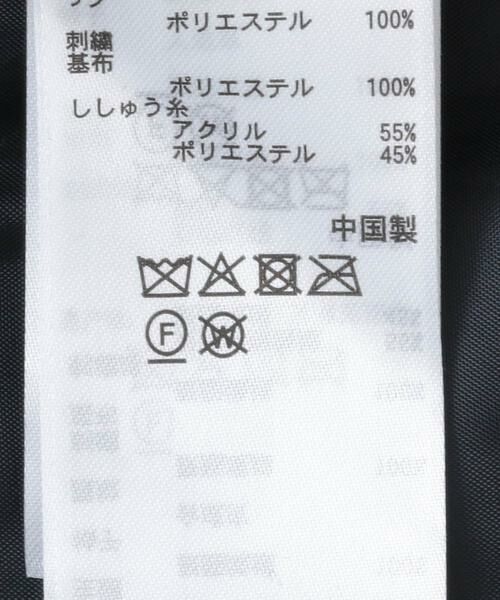 ポリエステル 100%
刺繍
基布
ポリエステル 100%
ししゅう糸
アクリル 55%
ポリエステル 45%
中国製
F W